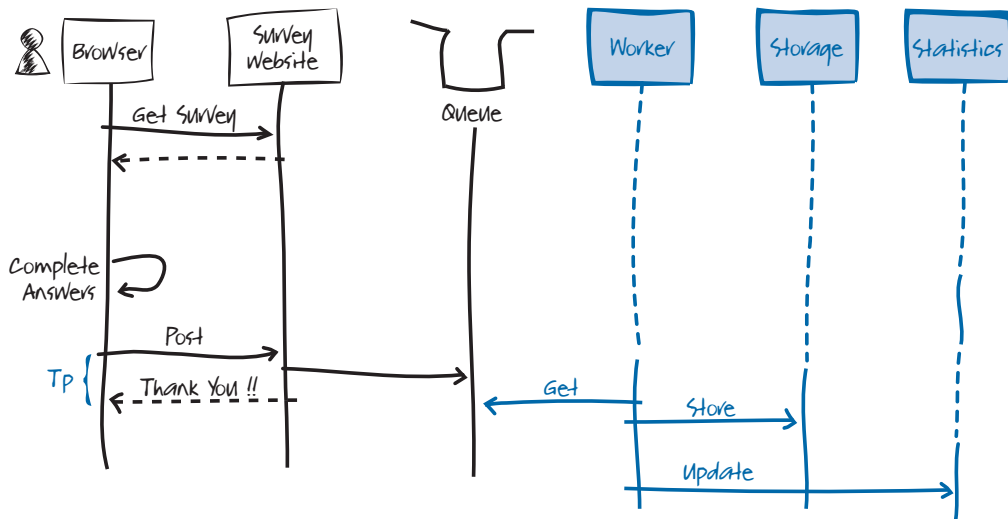 Browser
Survey
Website
Worker
Storage
Statistics
Queue
Get Survey
Complete
Answers
Post
Tp
Thank You !!
Get
Store
Update